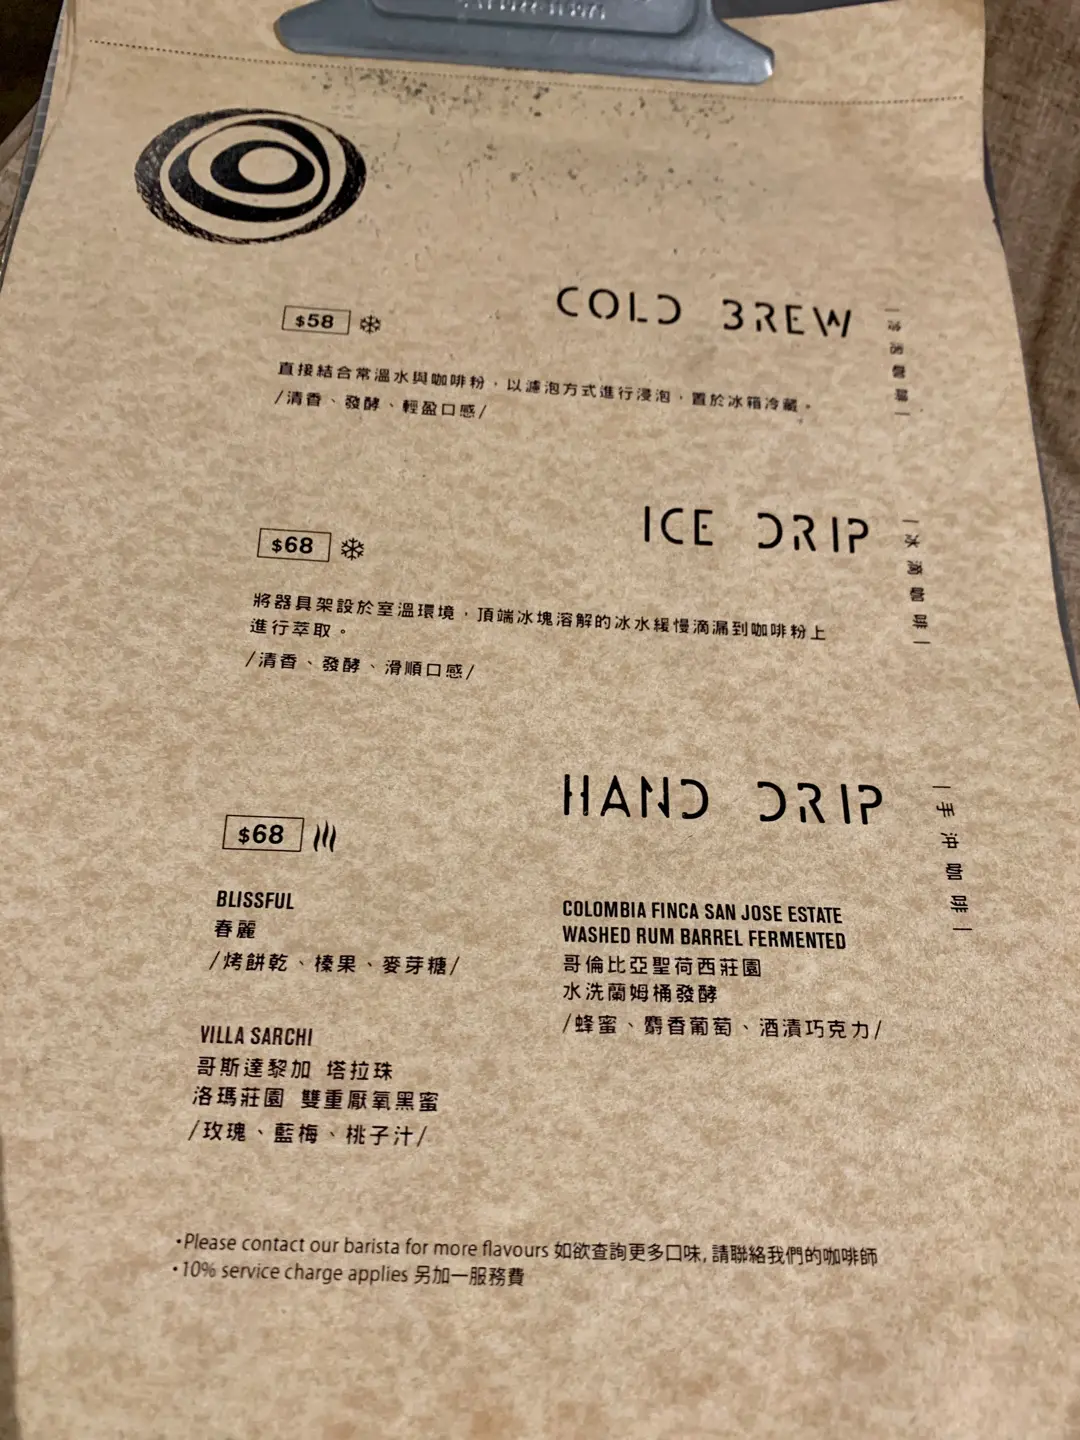 COLD BREW
$58
直接結合常溫水與咖啡粉，以濾泡方式進行浸泡，置於冰箱冷藏。
/清香、發酵、輕盈口感/
ICE DRIP
冰滴咖啡
$68
將器具架設於室溫環境，頂端冰塊溶解的冰水緩慢滴漏到咖啡粉上
進行萃取。
/清香、發酵、滑順口感/
HAND DRIP
手沖咖啡
$68
BLISSFUL
春麗
/烤餅乾、榛果、麥芽糖/
VILLA SARCHI
哥斯達黎加 塔拉珠
洛瑪莊園 雙重厭氧黑蜜
/玫瑰、藍梅、桃子汁/
COLOMBIA FINCA SAN JOSE ESTATE
WASHED RUM BARREL FERMENTED
哥倫比亞聖荷西莊園
水洗蘭姆桶發酵
/蜂蜜、麝香葡萄、酒漬巧克力/
•Please contact our barista for more flavours 如欲查詢更多口味, 請聯絡我們的咖啡師
•10% service charge applies 另加一服務費